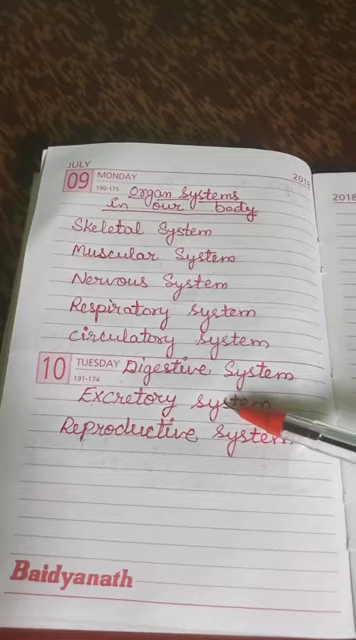 JULY
09 MONDAY 2018
190-175 Organ Systems
in our body
Skeletal System
Muscular System
Nervous System
Respiratory System
Circulatory System
10 TUESDAY Digestive System
191-174
Excretory system
Reproductive System
Baidyanath
2018